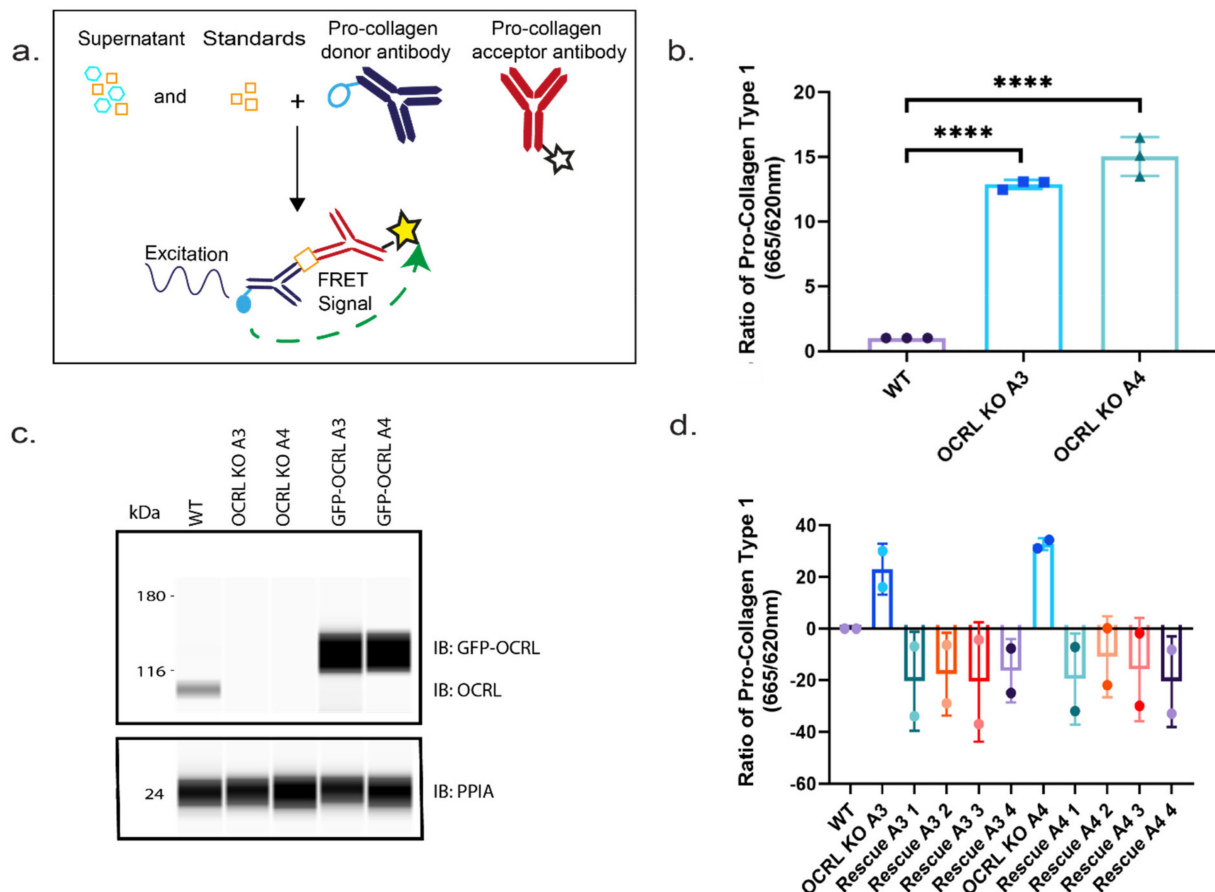 a.
Supernatant and Standards +
Pro-collagen
donor antibody
Pro-collagen
acceptor antibody
Excitation
FRET
Signal
b.
Ratio of Pro-Collagen Type 1
(665/620nm)
20
15
10
5
0
****
****
WT
OCRL KO A3
OCRL KO A4
c.
kDa
WT
OCRL KO A3
OCRL KO A4
GFP-OCRL A3
GFP-OCRL A4
180 -
116 -
IB: GFP-OCRL
IB: OCRL
24 -
IB: PPIA
d.
Ratio of Pro-Collagen Type 1
(665/620nm)
40
20
0
-20
-40
-60
WT
OCRL KO A3
Rescue A3 1
Rescue A3 2
Rescue A3 3
Rescue A3 4
OCRL KO A4
Rescue A4 1
Rescue A4 2
Rescue A4 3
Rescue A4 4